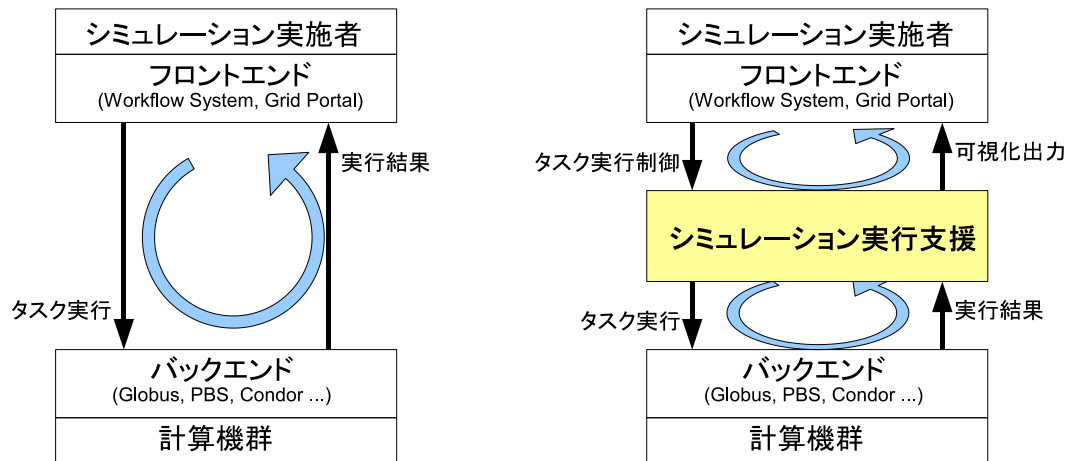 シミュレーション実施者
フロントエンド
(Workflow System, Grid Portal)
実行結果
タスク実行
バックエンド
(Globus, PBS, Condor ...)
計算機群
シミュレーション実施者
フロントエンド
(Workflow System, Grid Portal)
タスク実行制御
可視化出力
シミュレーション実行支援
タスク実行
実行結果
バックエンド
(Globus, PBS, Condor ...)
計算機群